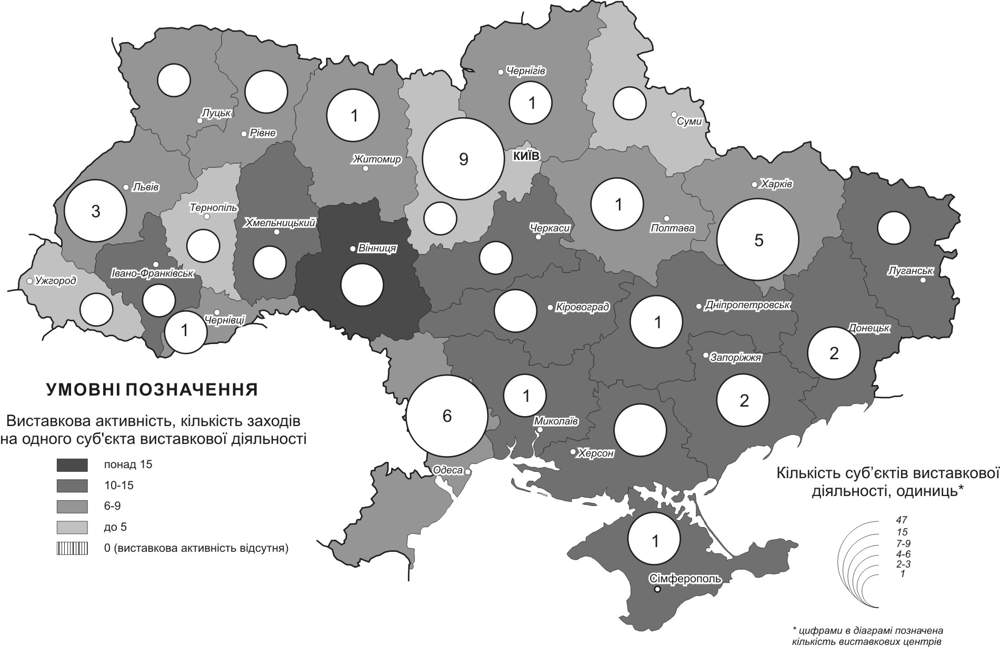 Чернігів
1
Луцьк
1
Суми
Рівне
КИЇВ
9
Житомир
Львів
Харків
3
Тернопіль
1
Хмельницький
Черкаси
Полтава
5
Вінниця
Івано-Франківськ
Луганськ
Ужгород
Кіровоград
Дніпропетровськ
Чернівці
1
1
Донецьк
2
Запоріжжя
УМОВНІ ПОЗНАЧЕННЯ
1
2
6
Миколаїв
Виставкова активність, кількість заходів
на одного суб'єкта виставкової діяльності
Херсон
понад 15
Одеса
10-15
6-9
до 5
0 (виставкова активність відсутня)
Кількість суб’єктів виставкової
діяльності, одиниць*
47
15
7-9
4-6
2-3
1
1
Сімферополь
* цифрами в діаграмі позначена
кількість виставкових центрів